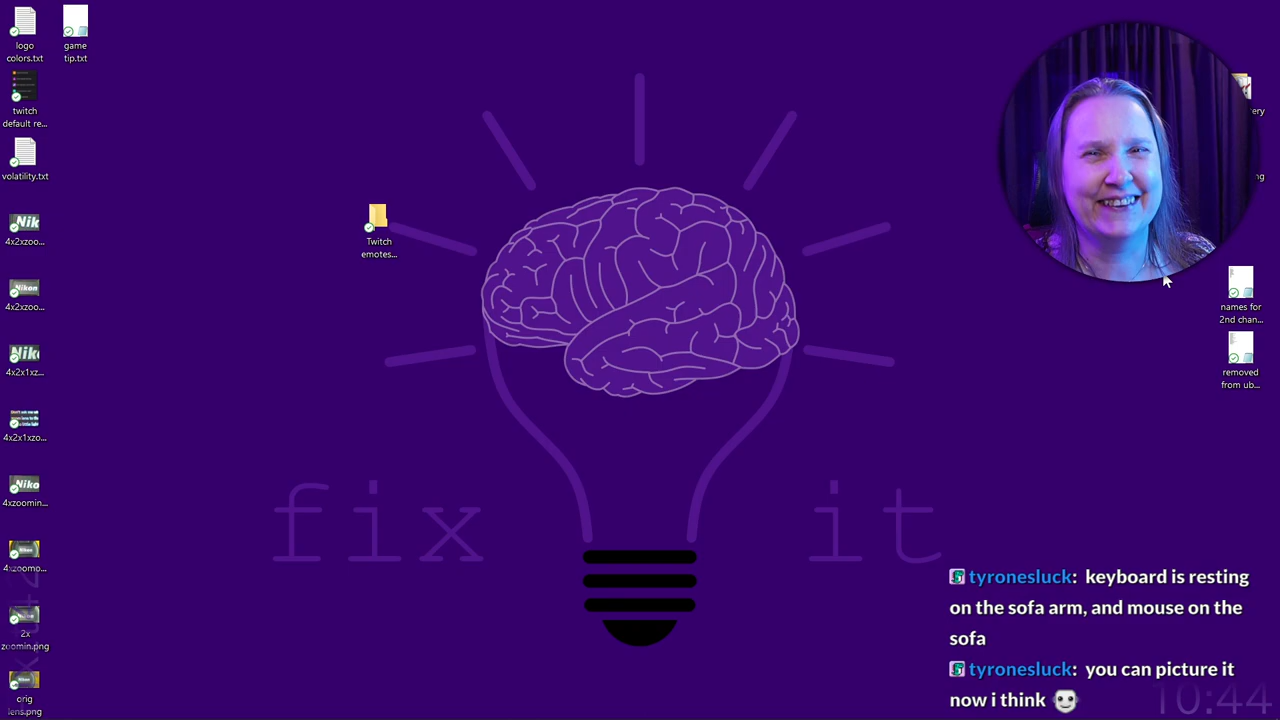 logo
colors.txt
game
tip.txt
twitch
default re...
volatility.txt
4x2xzoo...
4x2xzoo...
4x2x1xz...
4x2x1xzo...
4xzoomin...
4xzoomo...
2x
zoomin.png
orig
lens.png
Twitch
emotes...
names for
2nd chan...
removed
from ub...
fix it
tyronesluck: keyboard is resting
on the sofa arm, and mouse on the
sofa
tyronesluck: you can picture it
now i think
10:44